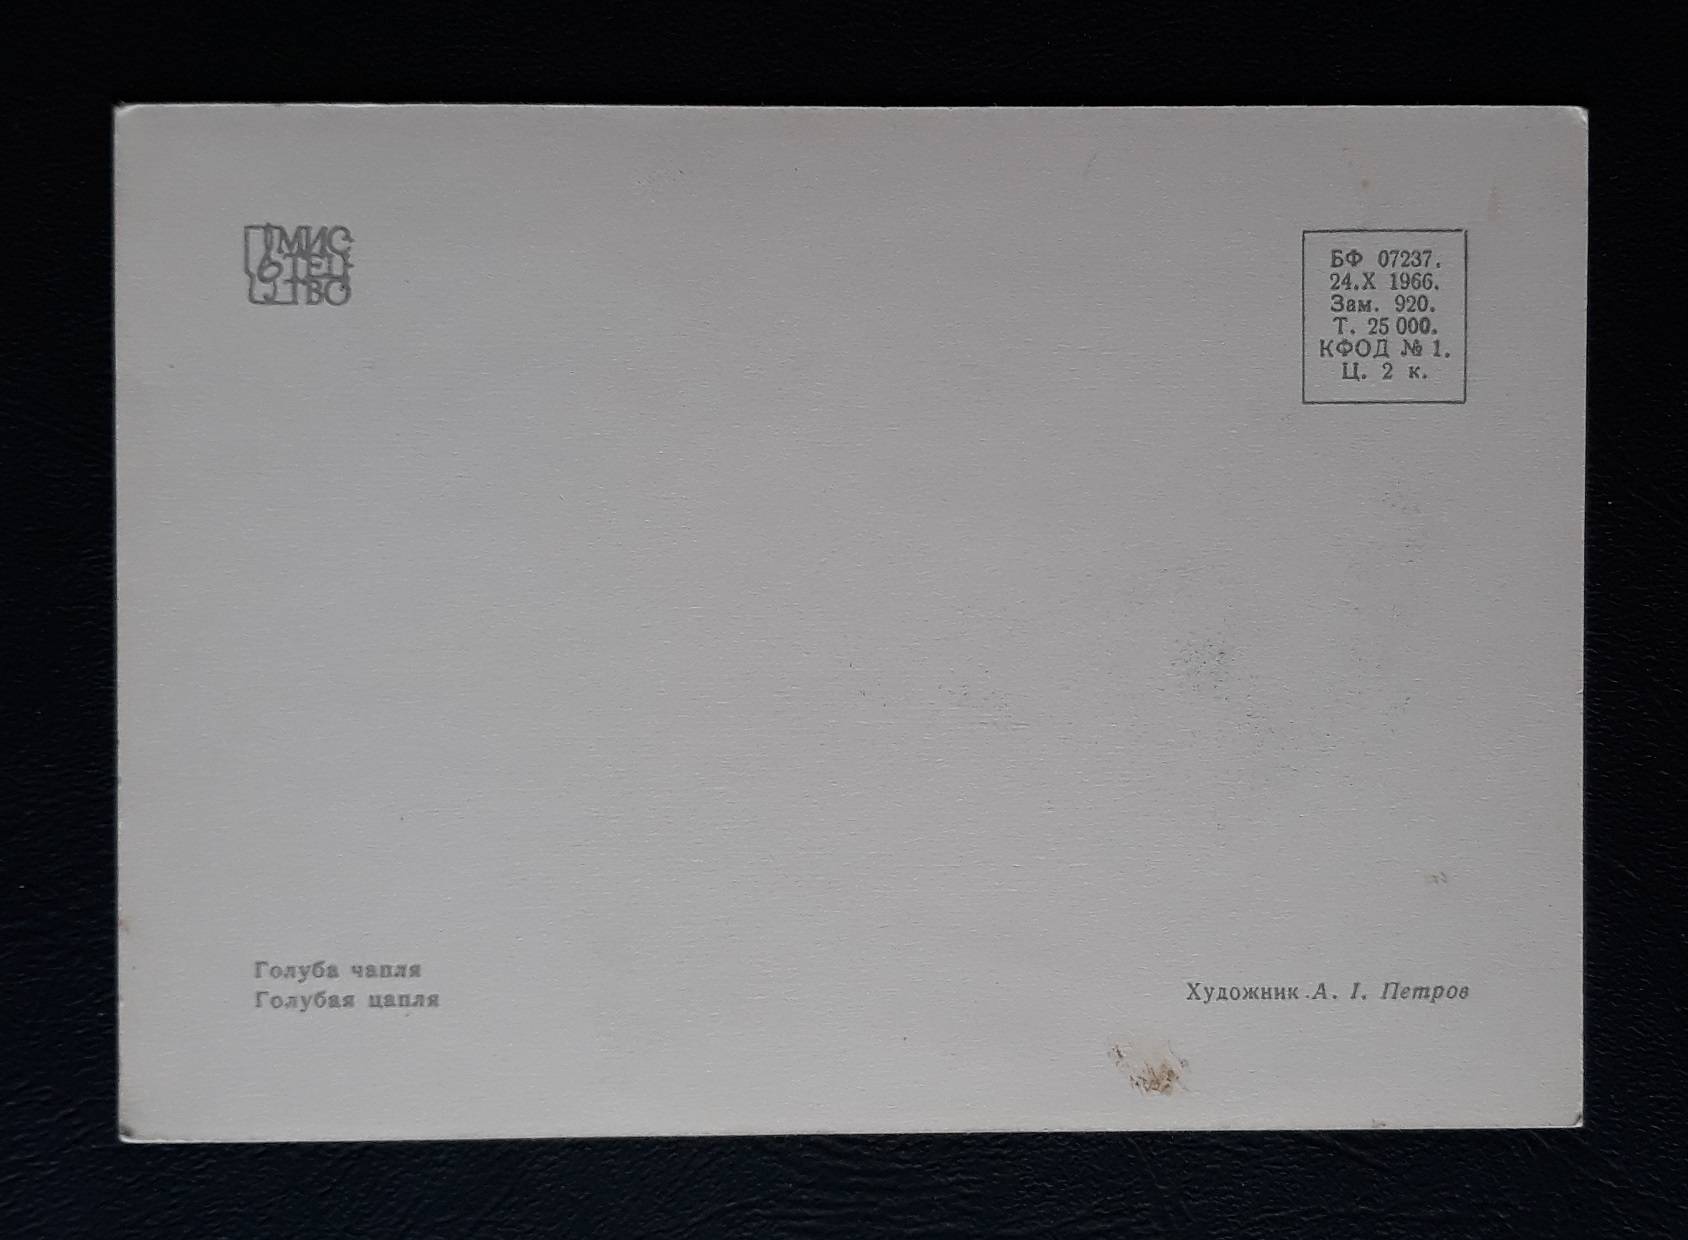 МИС
ТЕЦ
ТВО
БФ 07237.
24.X 1966.
Зам. 920.
Т. 25 000.
КФОД № 1.
Ц. 2 к.
Голуба чапля
Голубая цапля
Художник А. І. Петров